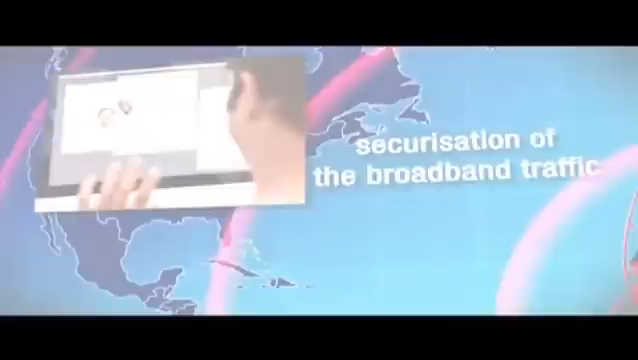 securisation of
the broadband traffic